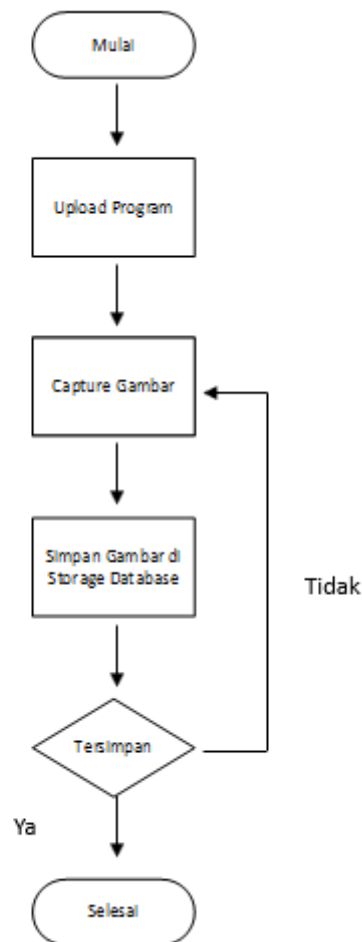 Mulai
Upload Program
Capture Gambar
Simpan Gambar di
Storage Database
Tidak
Tersimpan
Ya
Selesai